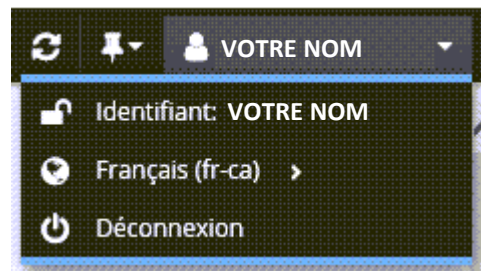 VOTRE NOM
Identifiant: VOTRE NOM
Français (fr-ca) >
Déconnexion